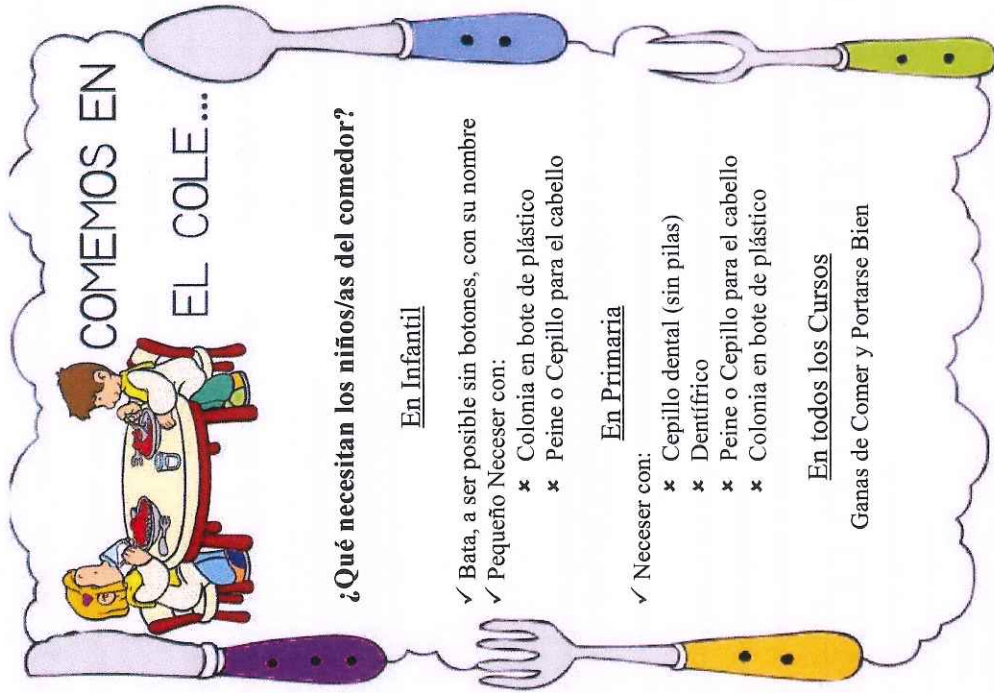 COMEMOS EN
EL COLE...
¿Qué necesitan los niños/as del comedor?
En Infantil
✓ Bata, a ser posible sin botones, con su nombre
✓ Pequeño Neceser con:
× Colonia en bote de plástico
× Peine o Cepillo para el cabello
En Primaria
✓ Neceser con:
× Cepillo dental (sin pilas)
× Dentífrico
× Peine o Cepillo para el cabello
× Colonia en bote de plástico
En todos los Cursos
Ganas de Comer y Portarse Bien